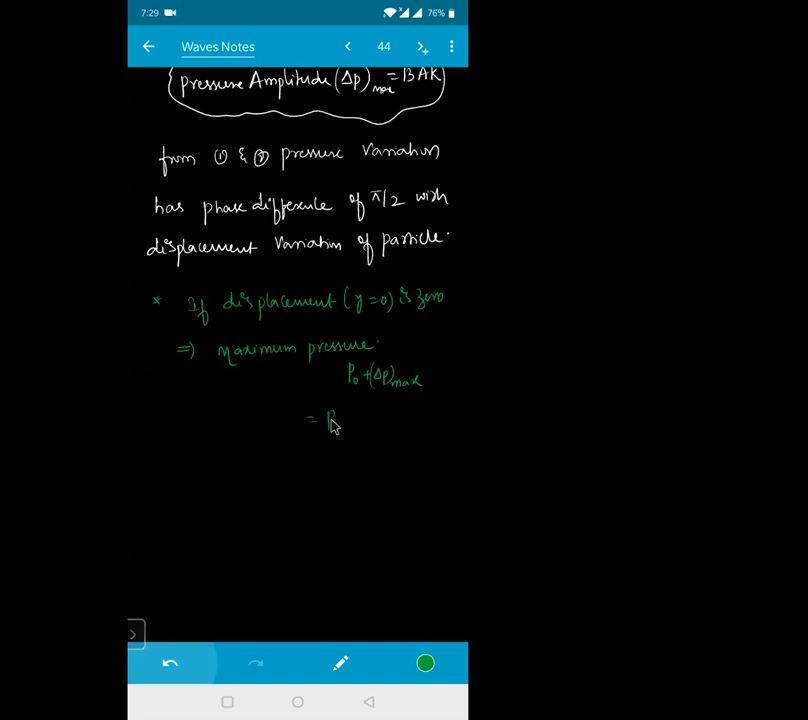 7:29 76%
Waves Notes 44
pressure Amplitude (Δp)max = BAK
from ① & ② pressure variation
has phase difference of π/2 with
displacement variation of particle.
* If displacement (y=0) is zero
⇒ maximum pressure.
P₀ + (Δp)max
= P